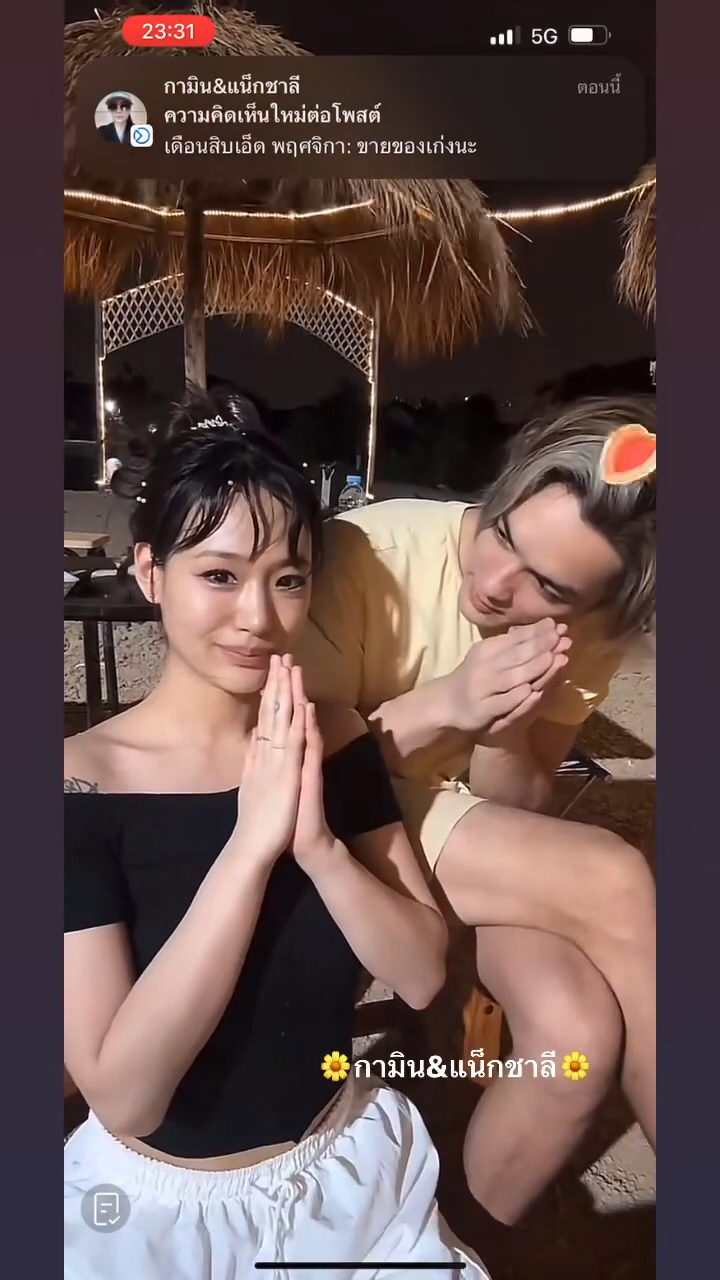 23:31
5G
กามิน&แน็กชาลี
ตอนนี้
ความคิดเห็นใหม่ต่อโพสต์
เดือนสิบเอ็ด พฤศจิกา: ขายของเก่งนะ
🌼กามิน&แน็กชาลี🌼